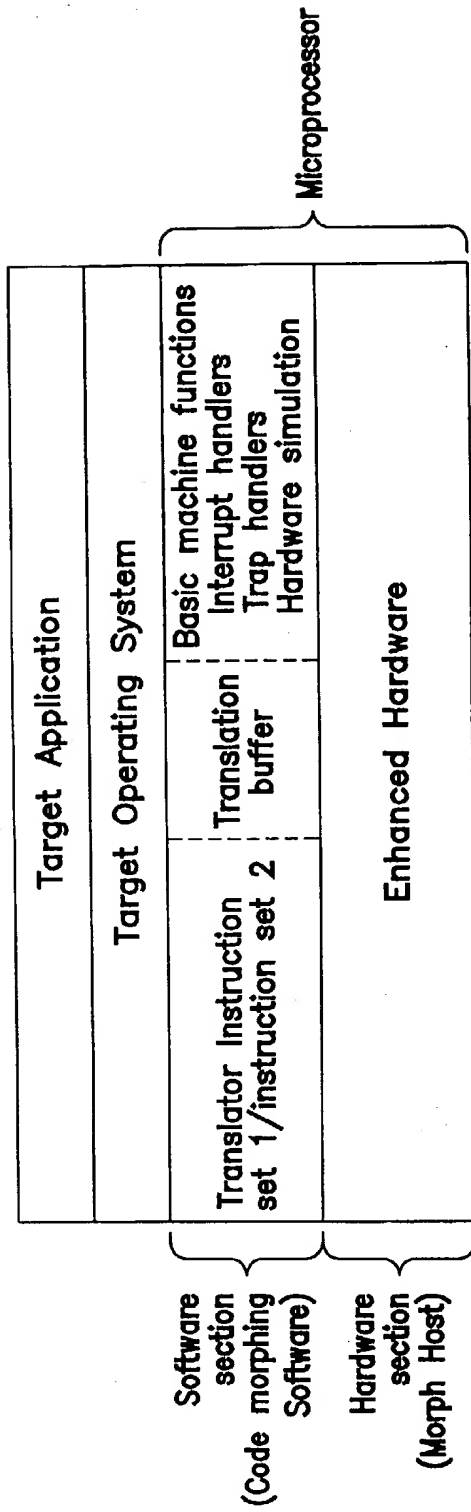 Target Application
Target Operating System
Software
section
(Code morphing
Software)
Translator Instruction
set 1/instruction set 2
Translation
buffer
Basic machine functions
Interrupt handlers
Trap handlers
Hardware simulation
Microprocessor
Hardware
section
(Morph Host)
Enhanced Hardware